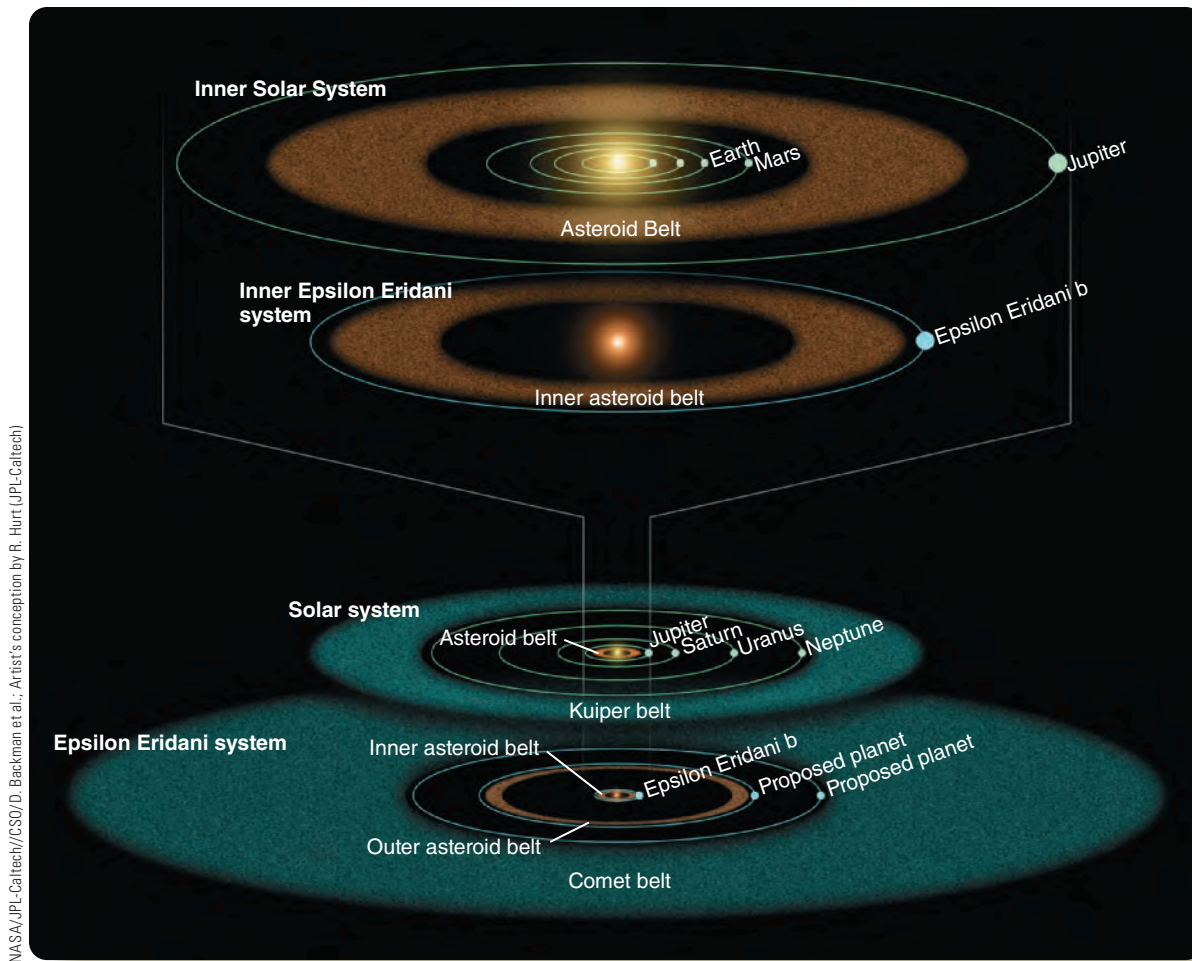 Inner Solar System
Earth
Mars
Jupiter
Asteroid Belt
Inner Epsilon Eridani
system
Epsilon Eridani b
Inner asteroid belt
Solar system
Asteroid belt
Jupiter
Saturn
Uranus
Neptune
Kuiper belt
Epsilon Eridani system
Inner asteroid belt
Epsilon Eridani b
Proposed planet
Proposed planet
Outer asteroid belt
Comet belt
NASA/JPL-Caltech//CSO/D. Backman et al.; Artist's conception by R. Hurt (JPL-Caltech)